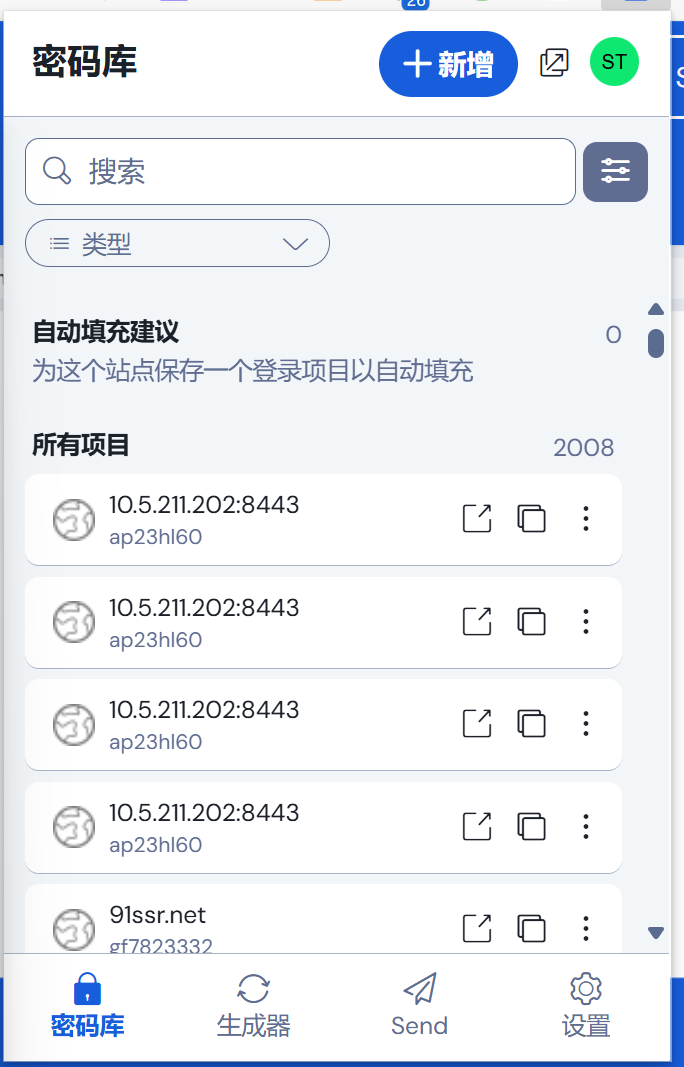 26
密码库
新增
ST
搜索
类型
自动填充建议
0
为这个站点保存一个登录项目以自动填充
所有项目
2008
10.5.211.202:8443
ap23hl60
10.5.211.202:8443
ap23hl60
10.5.211.202:8443
ap23hl60
10.5.211.202:8443
ap23hl60
91ssr.net
gf7823332
密码库
生成器
Send
设置